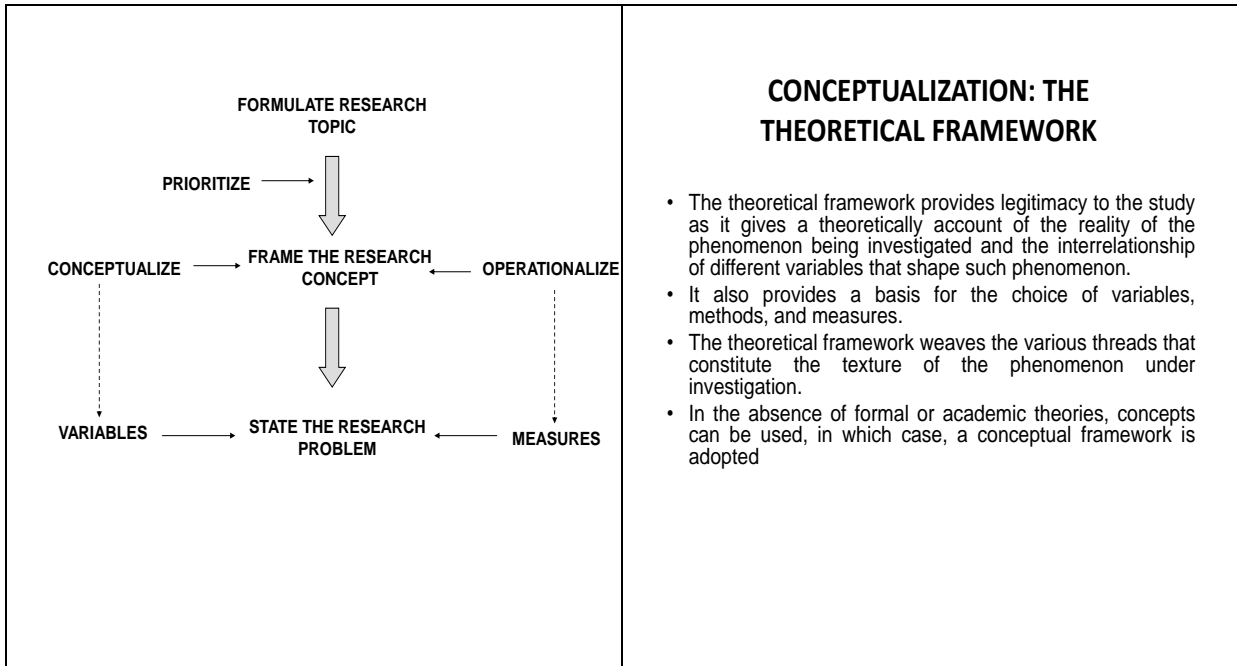 FORMULATE RESEARCH
TOPIC
PRIORITIZE
CONCEPTUALIZE
FRAME THE RESEARCH
CONCEPT
OPERATIONALIZE
VARIABLES
STATE THE RESEARCH
PROBLEM
MEASURES
CONCEPTUALIZATION: THE
THEORETICAL FRAMEWORK
• The theoretical framework provides legitimacy to the study
as it gives a theoretically account of the reality of the
phenomenon being investigated and the interrelationship
of different variables that shape such phenomenon.
• It also provides a basis for the choice of variables,
methods, and measures.
• The theoretical framework weaves the various threads that
constitute the texture of the phenomenon under
investigation.
• In the absence of formal or academic theories, concepts
can be used, in which case, a conceptual framework is
adopted